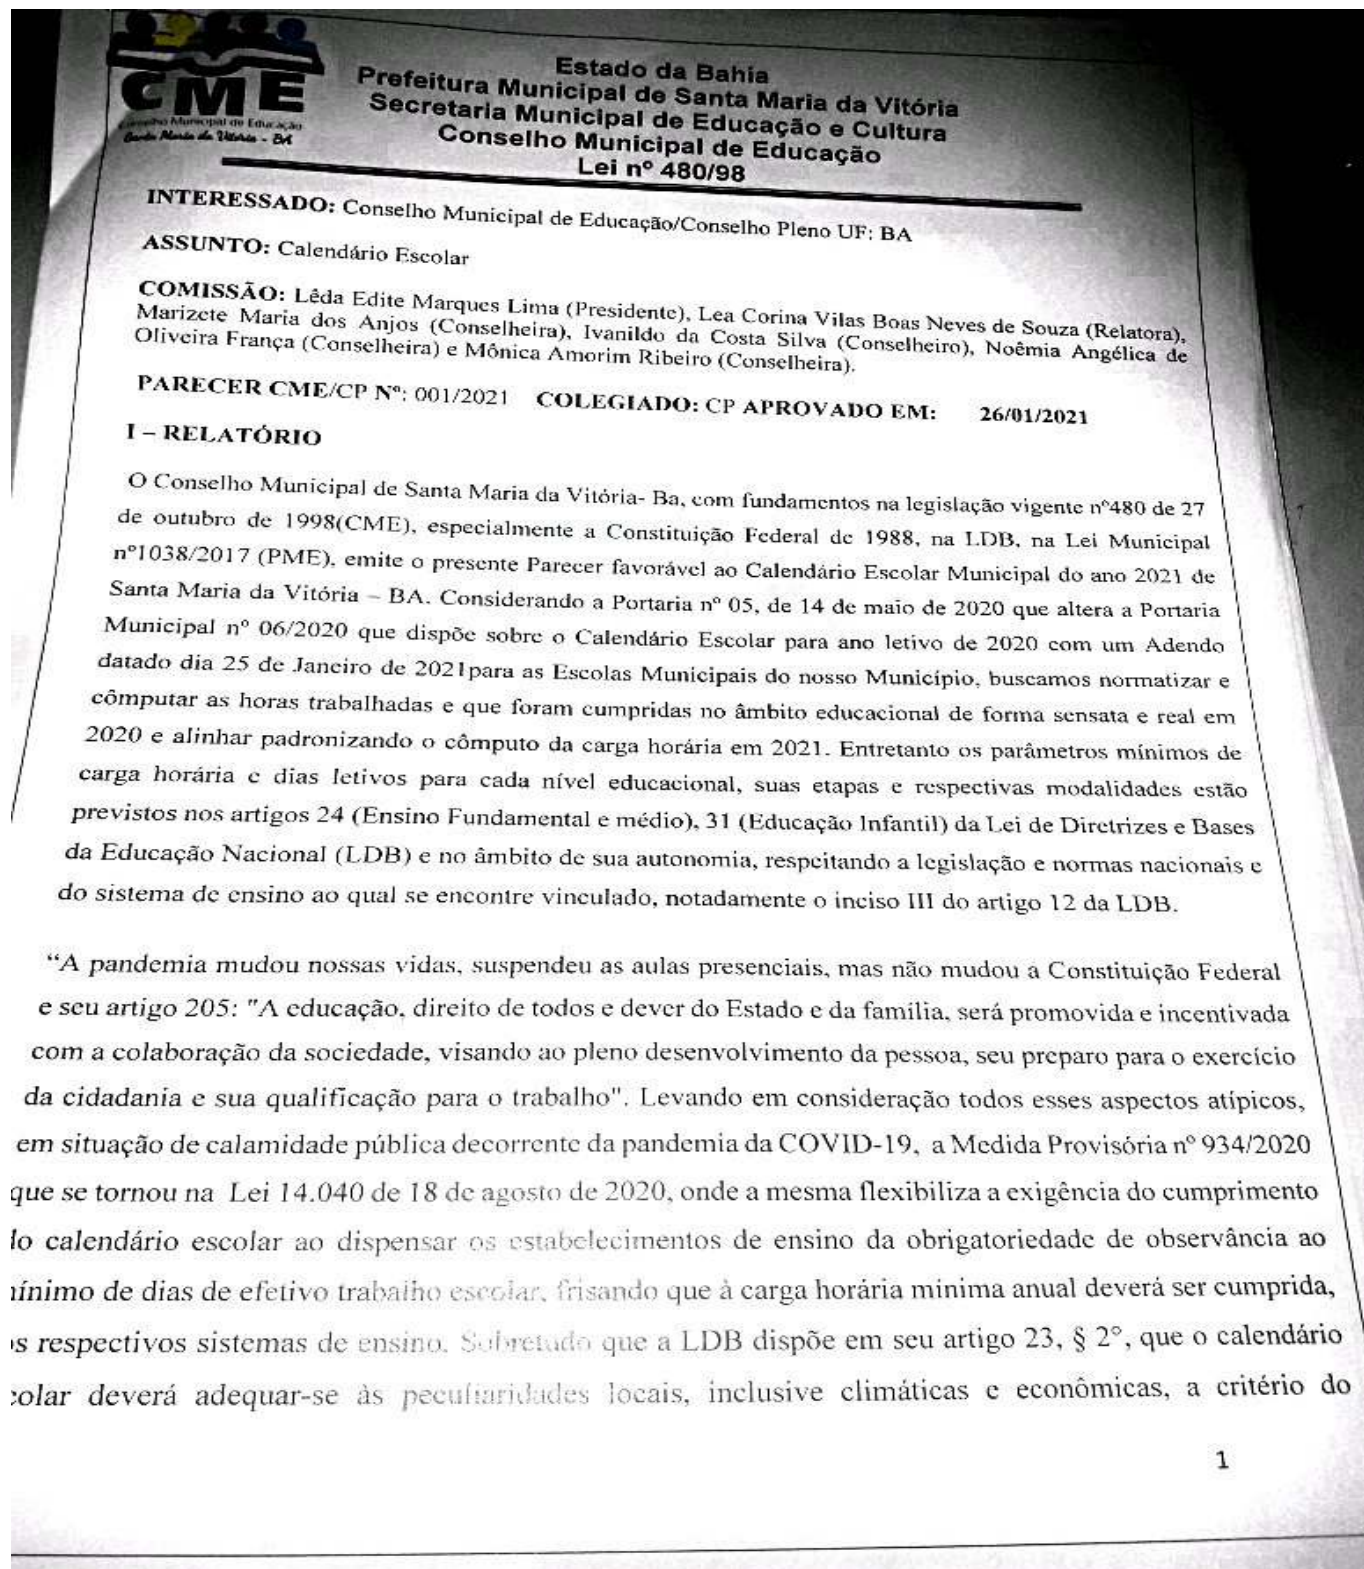 CME
Conselho Municipal de Educação
Santa Maria da Vitória - BA
Estado da Bahia
Prefeitura Municipal de Santa Maria da Vitória
Secretaria Municipal de Educação e Cultura
Conselho Municipal de Educação
Lei nº 480/98
INTERESSADO: Conselho Municipal de Educação/Conselho Pleno UF: BA
ASSUNTO: Calendário Escolar
COMISSÃO: Lêda Edite Marques Lima (Presidente), Lea Corina Vilas Boas Neves de Souza (Relatora),
Marizete Maria dos Anjos (Conselheira), Ivanildo da Costa Silva (Conselheiro), Noêmia Angélica de
Oliveira França (Conselheira) e Mônica Amorim Ribeiro (Conselheira).
PARECER CME/CP Nº: 001/2021 COLEGIADO: CP APROVADO EM: 26/01/2021
I – RELATÓRIO
O Conselho Municipal de Santa Maria da Vitória- Ba, com fundamentos na legislação vigente nº480 de 27
de outubro de 1998(CME), especialmente a Constituição Federal de 1988, na LDB, na Lei Municipal
nº1038/2017 (PME), emite o presente Parecer favorável ao Calendário Escolar Municipal do ano 2021 de
Santa Maria da Vitória – BA. Considerando a Portaria nº 05, de 14 de maio de 2020 que altera a Portaria
Municipal nº 06/2020 que dispõe sobre o Calendário Escolar para ano letivo de 2020 com um Adendo
datado dia 25 de Janeiro de 2021para as Escolas Municipais do nosso Município, buscamos normatizar e
cômputar as horas trabalhadas e que foram cumpridas no âmbito educacional de forma sensata e real em
2020 e alinhar padronizando o cômputo da carga horária em 2021. Entretanto os parâmetros mínimos de
carga horária e dias letivos para cada nível educacional, suas etapas e respectivas modalidades estão
previstos nos artigos 24 (Ensino Fundamental e médio), 31 (Educação Infantil) da Lei de Diretrizes e Bases
da Educação Nacional (LDB) e no âmbito de sua autonomia, respeitando a legislação e normas nacionais e
do sistema de ensino ao qual se encontre vinculado, notadamente o inciso III do artigo 12 da LDB.
“A pandemia mudou nossas vidas, suspendeu as aulas presenciais, mas não mudou a Constituição Federal
e seu artigo 205: "A educação, direito de todos e dever do Estado e da família, será promovida e incentivada
com a colaboração da sociedade, visando ao pleno desenvolvimento da pessoa, seu preparo para o exercício
da cidadania e sua qualificação para o trabalho". Levando em consideração todos esses aspectos atípicos,
em situação de calamidade pública decorrente da pandemia da COVID-19, a Medida Provisória nº 934/2020
que se tornou na Lei 14.040 de 18 de agosto de 2020, onde a mesma flexibiliza a exigência do cumprimento
lo calendário escolar ao dispensar os estabelecimentos de ensino da obrigatoriedade de observância ao
ínimo de dias de efetivo trabalho escolar, frisando que à carga horária minima anual deverá ser cumprida,
s respectivos sistemas de ensino. Sobretudo que a LDB dispõe em seu artigo 23, § 2°, que o calendário
colar deverá adequar-se às peculiaridades locais, inclusive climáticas e econômicas, a critério do
1